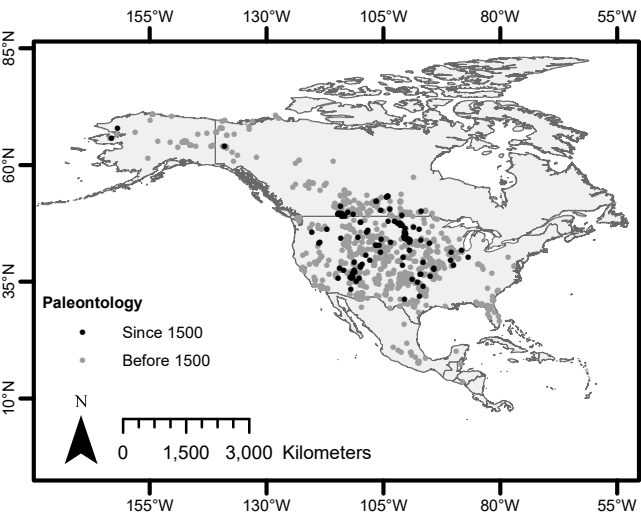 155°W 130°W 105°W 80°W 55°W
85°N
60°N
35°N
10°N
Paleontology
Since 1500
Before 1500
N
0 1,500 3,000 Kilometers
155°W 130°W 105°W 80°W 55°W